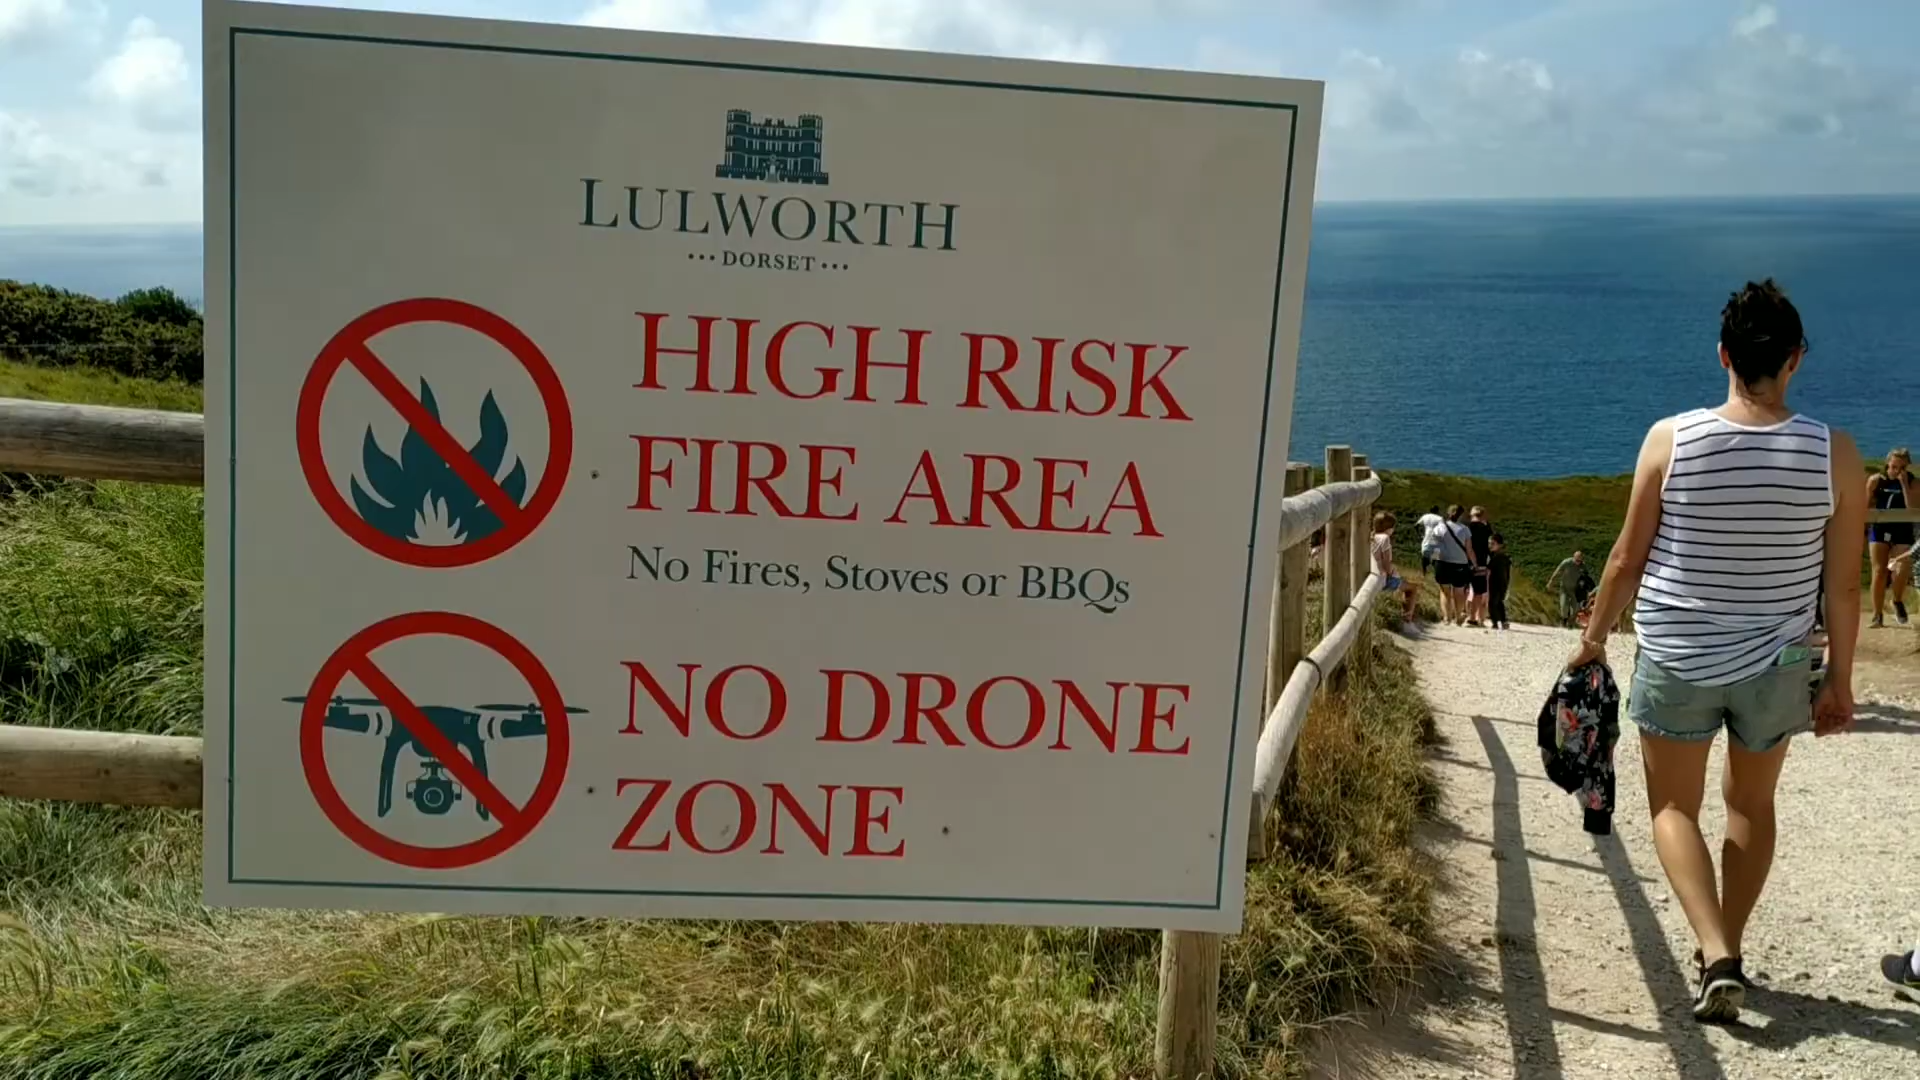 LULWORTH
••• DORSET •••
HIGH RISK
FIRE AREA
No Fires, Stoves or BBQs
NO DRONE
ZONE